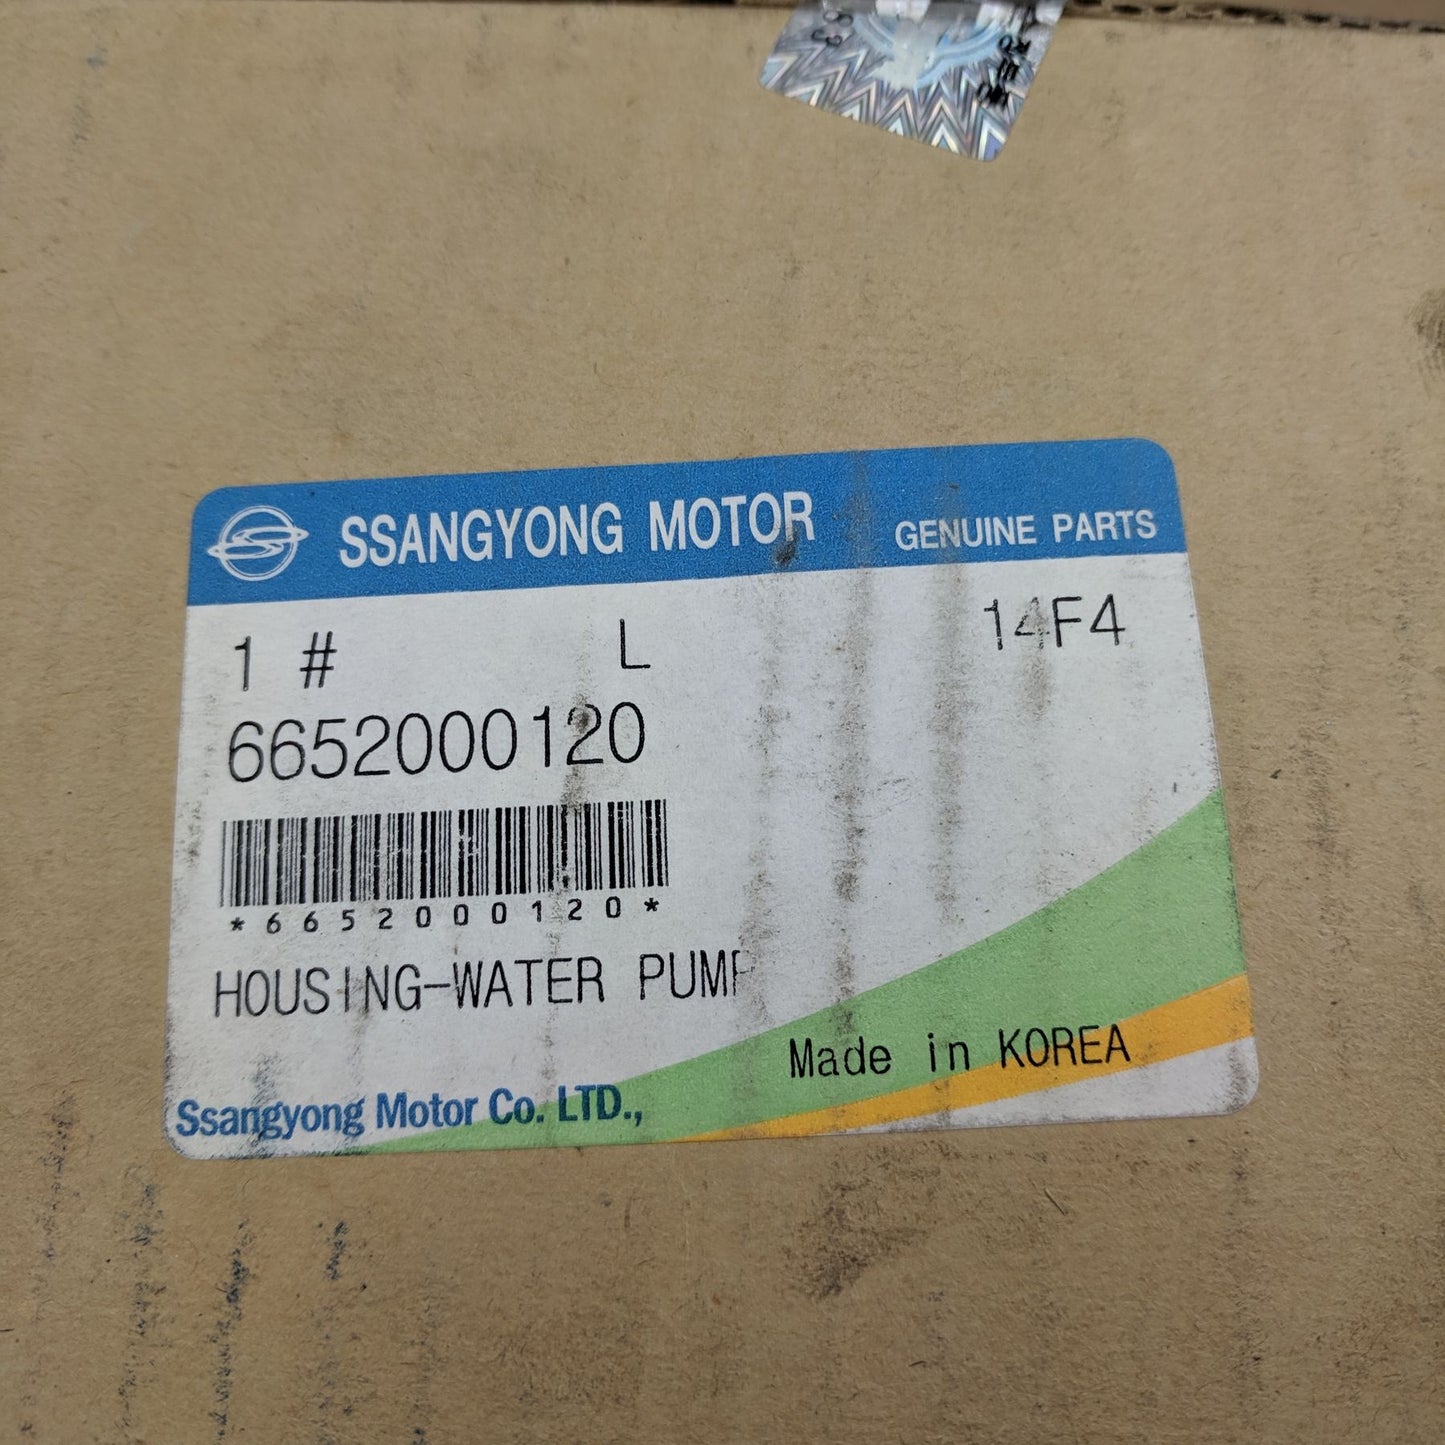 SSANGYONG MOTOR GENUINE PARTS
1 # L 14F4
6652000120
*6652000120*
HOUSING-WATER PUMP
Made in KOREA
Ssangyong Motor Co. LTD.,